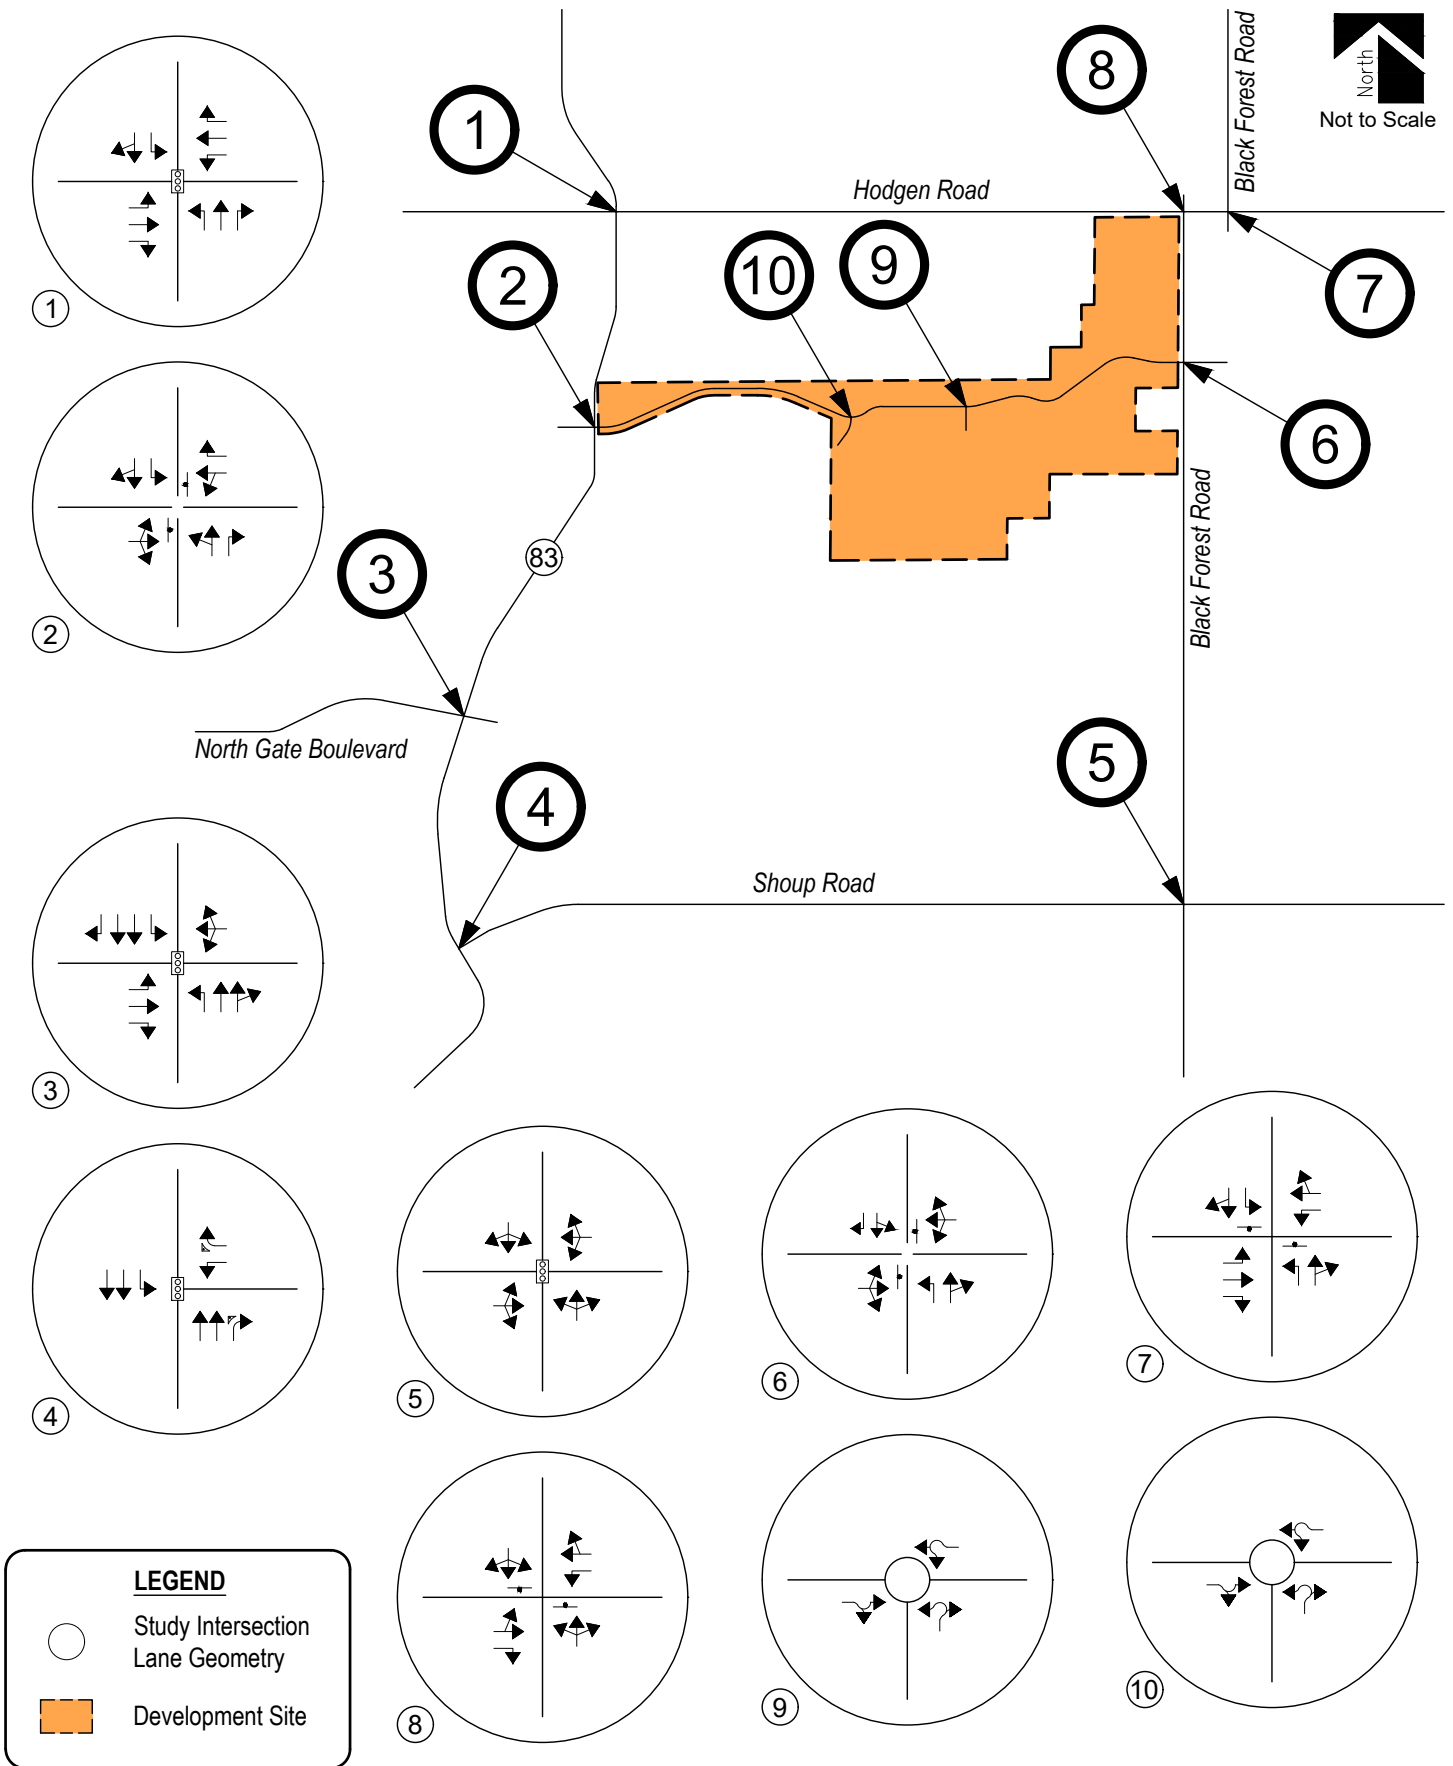 1
8
Black Forest Road
North
Not to Scale
Hodgen Road
1
2
10
9
7
2
6
83
3
Black Forest Road
North Gate Boulevard
5
4
Shoup Road
3
4
5
6
7
LEGEND
Study Intersection
Lane Geometry
Development Site
8
9
10